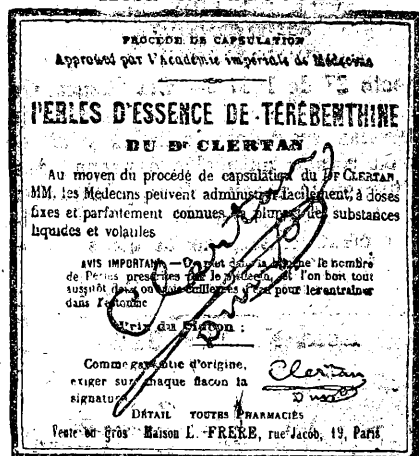 PROCÉDÉ DE CAPSULATION
Approuvé par l'Académie impériale de Médecine
PERLES D'ESSENCE DE TÉRÉBENTHINE
DU Dr CLERTAN
Au moyen du procédé de capsulation du Dr CLERTAN
MM. les Médecins peuvent administrer facilement, à doses
fixes et parfaitement connues la plupart des substances
liquides et volatiles
AVIS IMPORTANT — On met dans la bouche le nombre
de Perles prescrites par le médecin, et l'on boit tout
aussitôt deux ou trois cuillerées d'eau pour les entraîner
dans l'estomac
Prix du flacon :
Comme garantie d'origine,
exiger sur chaque flacon la
signature
Clertan
DÉTAIL TOUTES PHARMACIES
Vente en gros Maison L. FRERE, rue Jacob, 19, Paris
Clertan